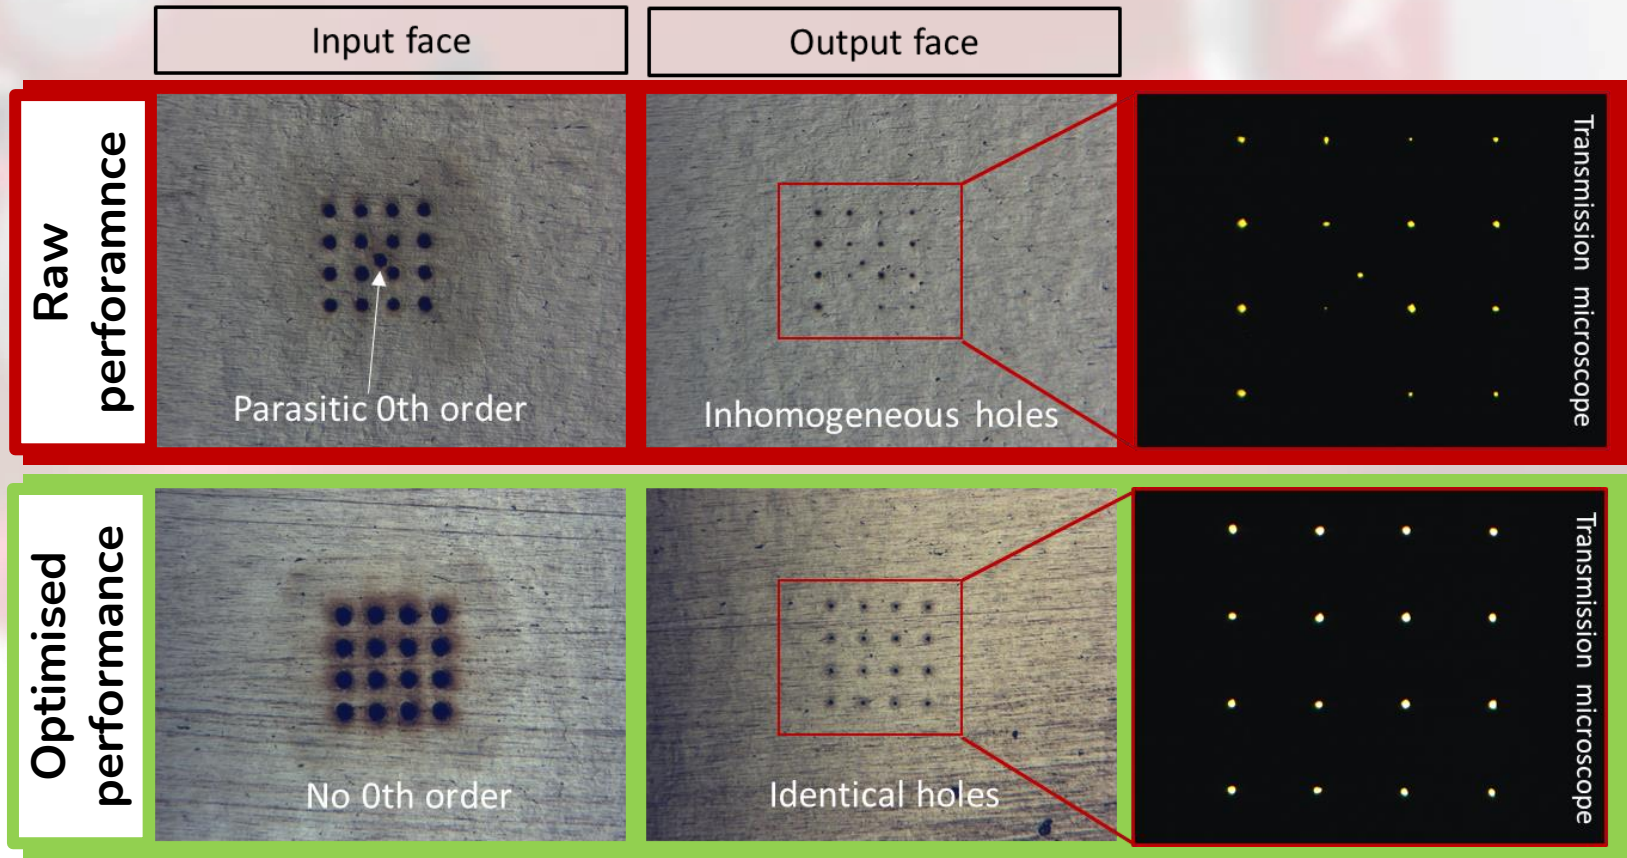 Input face
Output face
Raw
perforamnce
Parasitic 0th order
Inhomogeneous holes
Transmission microscope
Optimised
performance
No 0th order
Identical holes
Transmission microscope